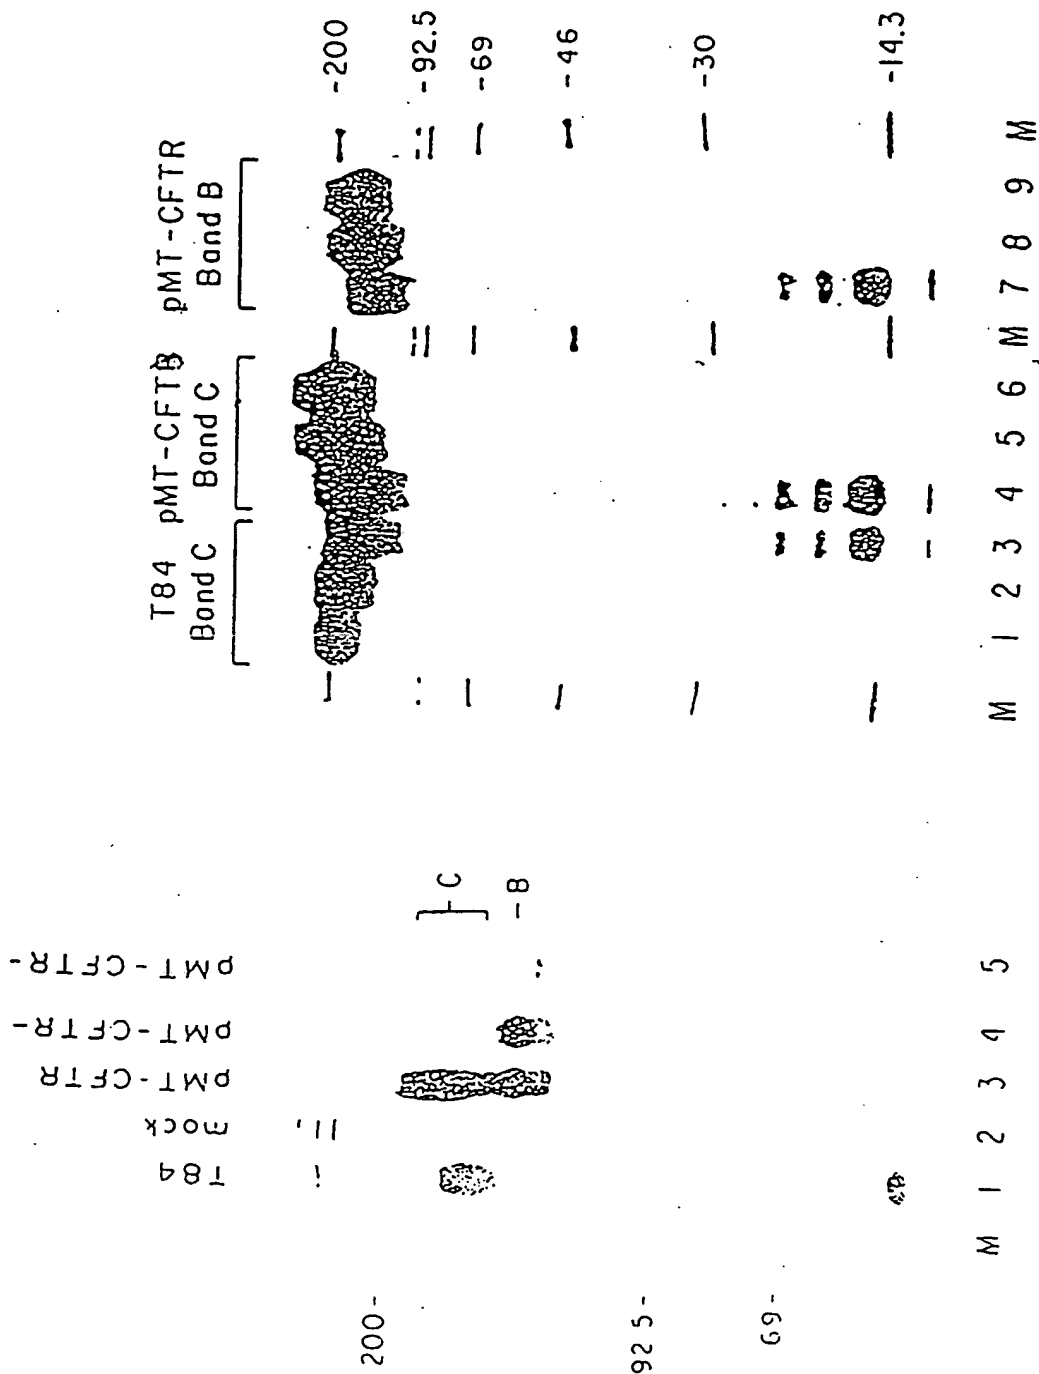 T84
Band C
pMT-CFTR
Band C
pMT-CFTR
Band B
-200
-92.5
-69
-46
-30
-14.3
M 1 2 3 4 5 6 M 7 8 9 M
T84
mock
pMT-CFTR
pMT-CFTR-
pMT-CFTR-
C
-B
200-
92 5-
69-
M 1 2 3 4 5